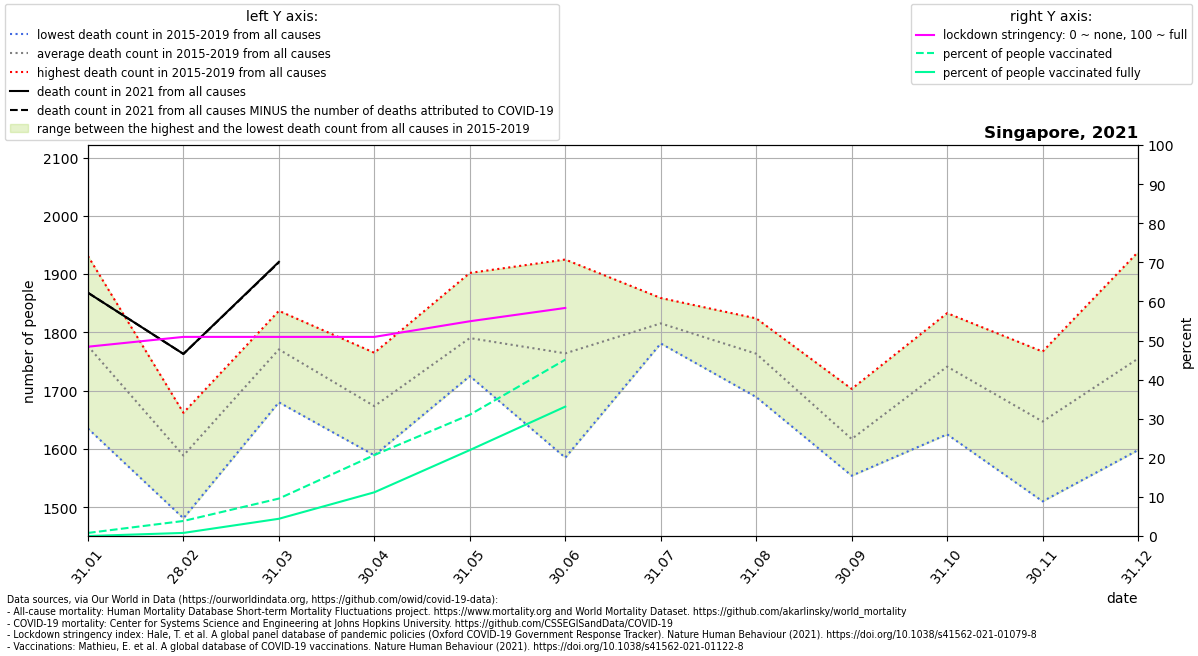 left Y axis:
lowest death count in 2015-2019 from all causes
average death count in 2015-2019 from all causes
highest death count in 2015-2019 from all causes
death count in 2021 from all causes
death count in 2021 from all causes MINUS the number of deaths attributed to COVID-19
range between the highest and the lowest death count from all causes in 2015-2019
right Y axis:
lockdown stringency: 0 ~ none, 100 ~ full
percent of people vaccinated
percent of people vaccinated fully
Singapore, 2021
number of people
2100
2000
1900
1800
1700
1600
1500
100
90
80
70
60
50
40
30
20
10
0
percent
31.01
28.02
31.03
30.04
31.05
30.06
31.07
31.08
30.09
31.10
30.11
31.12
date
Data sources, via Our World in Data (https://ourworldindata.org, https://github.com/owid/covid-19-data):
- All-cause mortality: Human Mortality Database Short-term Mortality Fluctuations project. https://www.mortality.org and World Mortality Dataset. https://github.com/akarlinsky/world_mortality
- COVID-19 mortality: Center for Systems Science and Engineering at Johns Hopkins University. https://github.com/CSSEGISandData/COVID-19
- Lockdown stringency index: Hale, T. et al. A global panel database of pandemic policies (Oxford COVID-19 Government Response Tracker). Nature Human Behaviour (2021). https://doi.org/10.1038/s41562-021-01079-8
- Vaccinations: Mathieu, E. et al. A global database of COVID-19 vaccinations. Nature Human Behaviour (2021). https://doi.org/10.1038/s41562-021-01122-8